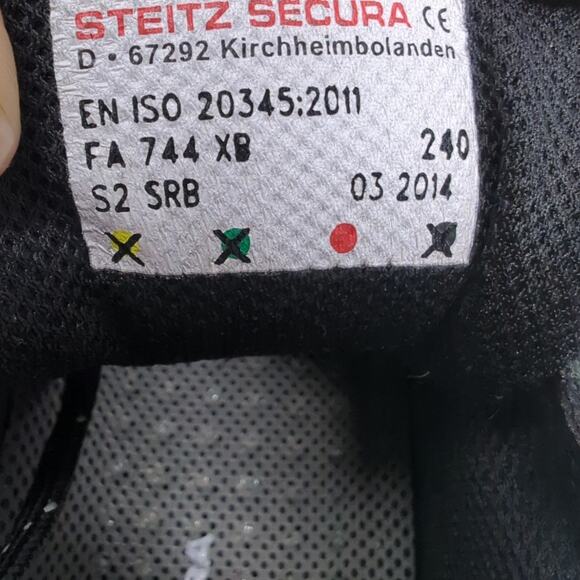 STEITZ SECURA CE
D • 67292 Kirchheimbolanden
EN ISO 20345:2011
FA 744 XB 240
S2 SRB 03 2014